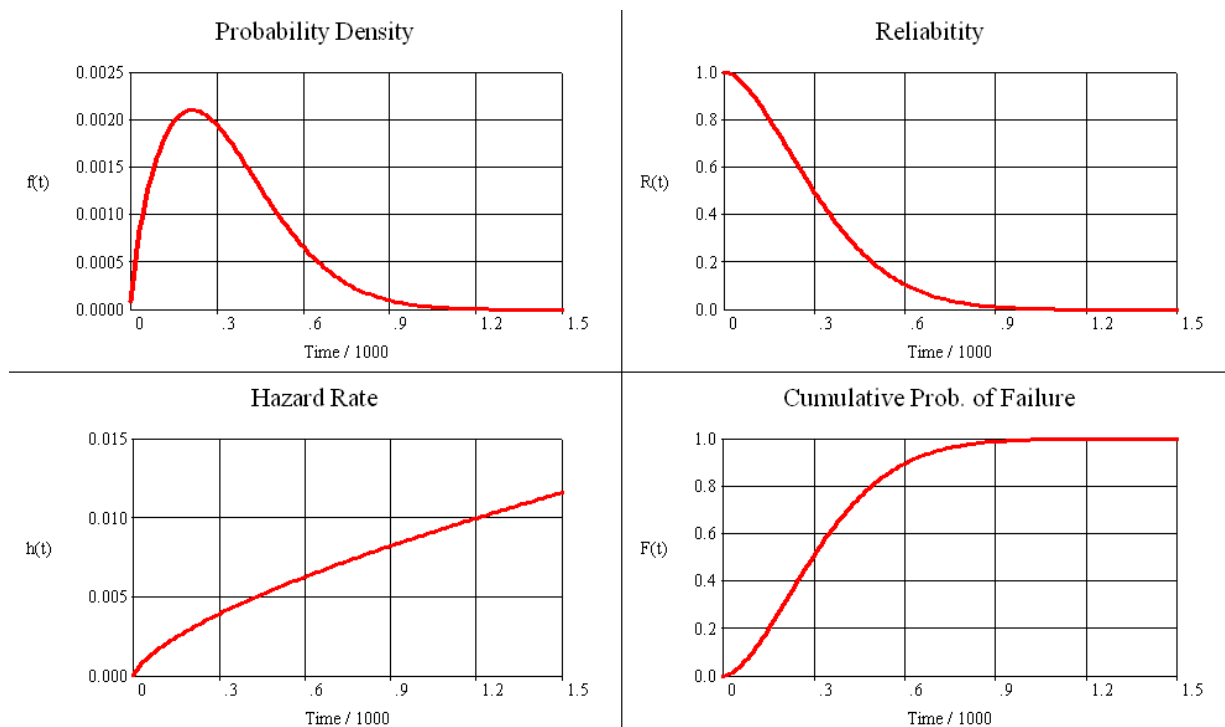 Probability Density
0.0025
0.0020
0.0015
f(t)
0.0010
0.0005
0.0000
0 .3 .6 .9 1.2 1.5
Time / 1000
Reliabitity
1.0
0.8
0.6
R(t)
0.4
0.2
0.0
0 .3 .6 .9 1.2 1.5
Time / 1000
Hazard Rate
0.015
0.010
h(t)
0.005
0.000
0 .3 .6 .9 1.2 1.5
Time / 1000
Cumulative Prob. of Failure
1.0
0.8
0.6
F(t)
0.4
0.2
0.0
0 .3 .6 .9 1.2 1.5
Time / 1000